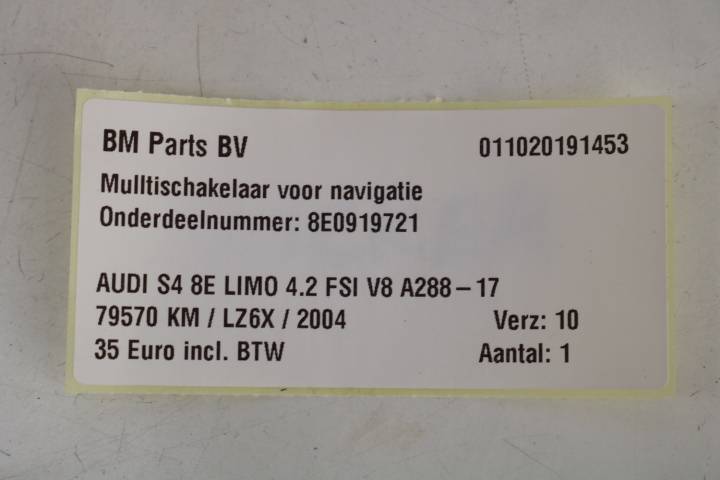 BM Parts BV 011020191453
Mulltischakelaar voor navigatie
Onderdeelnummer: 8E0919721
AUDI S4 8E LIMO 4.2 FSI V8 A288-17
79570 KM / LZ6X / 2004 Verz: 10
35 Euro incl. BTW Aantal: 1